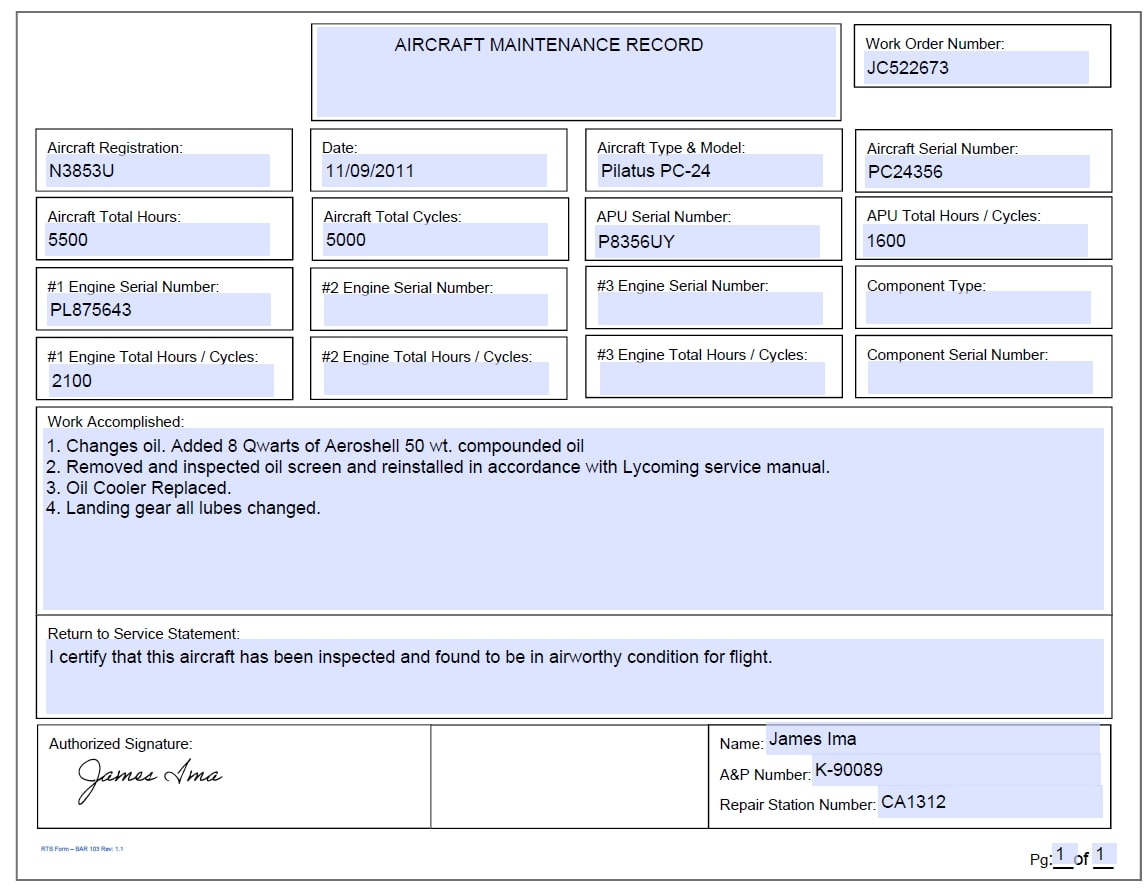 AIRCRAFT MAINTENANCE RECORD
Work Order Number:
JC522673
Aircraft Registration:
N3853U
Date:
11/09/2011
Aircraft Type & Model:
Pilatus PC-24
Aircraft Serial Number:
PC24356
Aircraft Total Hours:
5500
Aircraft Total Cycles:
5000
APU Serial Number:
P8356UY
APU Total Hours / Cycles:
1600
#1 Engine Serial Number:
PL875643
#2 Engine Serial Number:
#3 Engine Serial Number:
Component Type:
#1 Engine Total Hours / Cycles:
2100
#2 Engine Total Hours / Cycles:
#3 Engine Total Hours / Cycles:
Component Serial Number:
Work Accomplished:
1. Changes oil. Added 8 Qwarts of Aeroshell 50 wt. compounded oil
2. Removed and inspected oil screen and reinstalled in accordance with Lycoming service manual.
3. Oil Cooler Replaced.
4. Landing gear all lubes changed.
Return to Service Statement:
I certify that this aircraft has been inspected and found to be in airworthy condition for flight.
Authorized Signature:
James Ima
Name: James Ima
A&P Number: K-90089
Repair Station Number: CA1312
RTS Form – BAR 103 Rev: 1.1
Pg: 1 of 1